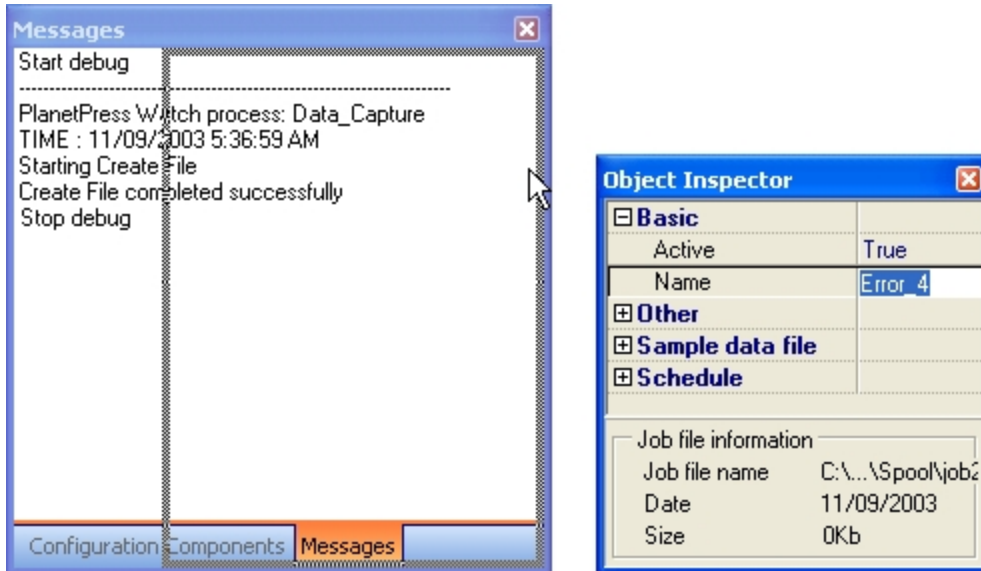 Messages
Start debug
PlanetPress Watch process: Data_Capture
TIME : 11/09/2003 5:36:59 AM
Starting Create File
Create File completed successfully
Stop debug
Configuration Components Messages
Object Inspector
Basic
Active True
Name Error_4
Other
Sample data file
Schedule
Job file information
Job file name C:\...\Spool\job2
Date 11/09/2003
Size 0Kb